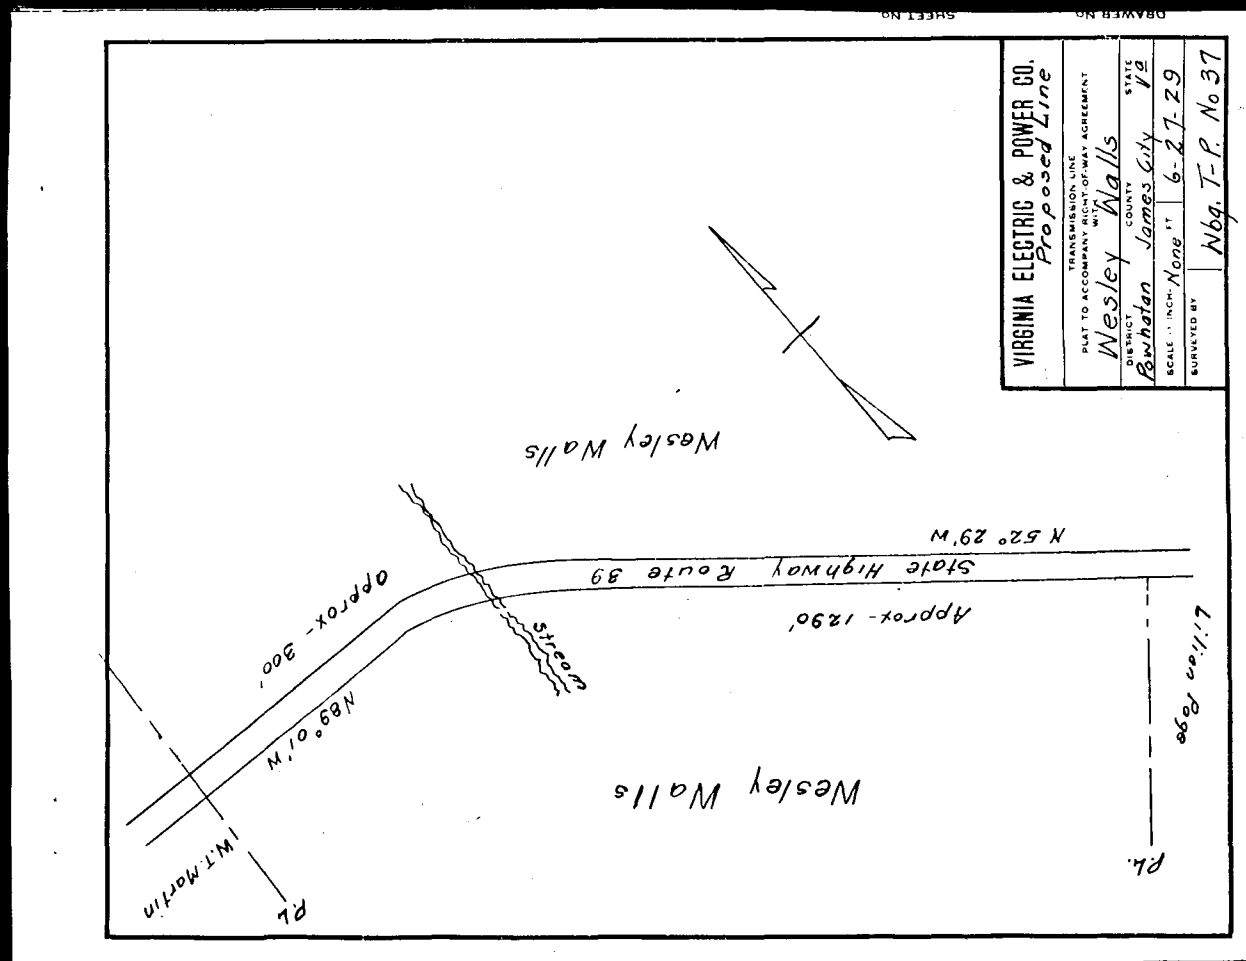 SHEET No
DRAWER No
VIRGINIA ELECTRIC & POWER CO.
Proposed Line
TRANSMISSION LINE
PLAT TO ACCOMPANY RIGHT-OF-WAY AGREEMENT
WITH
Wesley Walls
DISTRICT COUNTY STATE
Powhatan James City Va
SCALE 1 INCH- None FT 6-27-29
SURVEYED BY Wbg. T-P. No 37
Wesley Walls
N 52° 29' W
State Highway Route 39
Approx- 1290'
approx- 300'
N89° 01' W
Stream
Lilian Page
Wesley Walls
P.L.
W.T. Martin
P.L